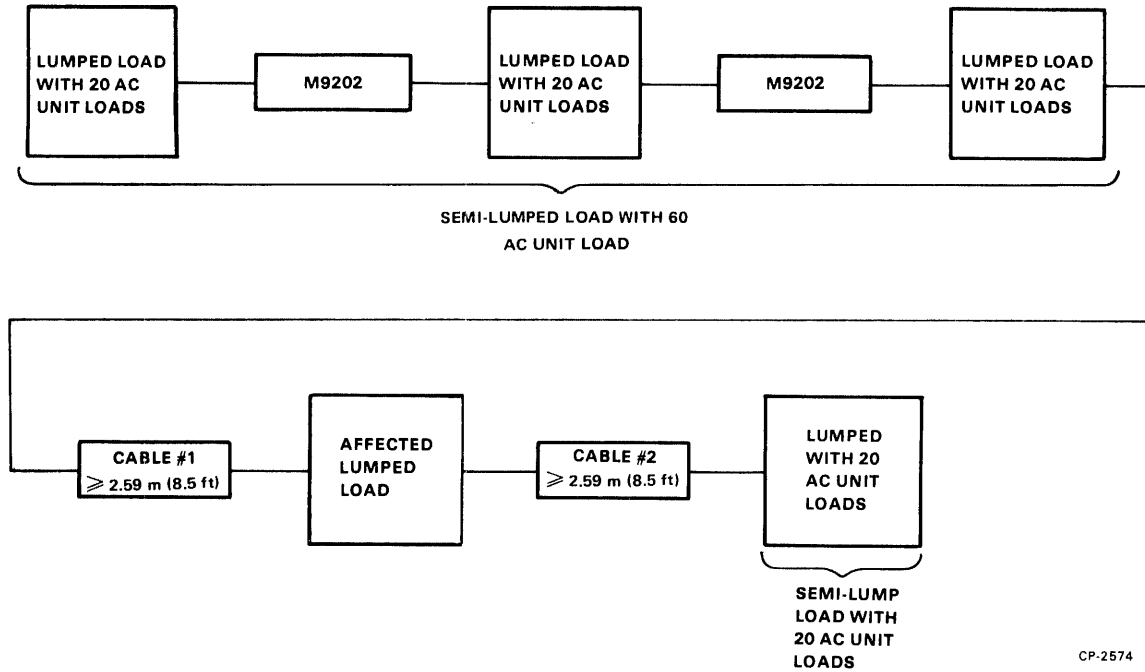 LUMPED LOAD
WITH 20 AC
UNIT LOADS
M9202
LUMPED LOAD
WITH 20 AC
UNIT LOADS
M9202
LUMPED LOAD
WITH 20 AC
UNIT LOADS
SEMI-LUMPED LOAD WITH 60
AC UNIT LOAD
CABLE #1
⩾ 2.59 m (8.5 ft)
AFFECTED
LUMPED
LOAD
CABLE #2
⩾ 2.59 m (8.5 ft)
LUMPED
WITH 20
AC UNIT
LOADS
SEMI-LUMP
LOAD WITH
20 AC UNIT
LOADS
CP-2574